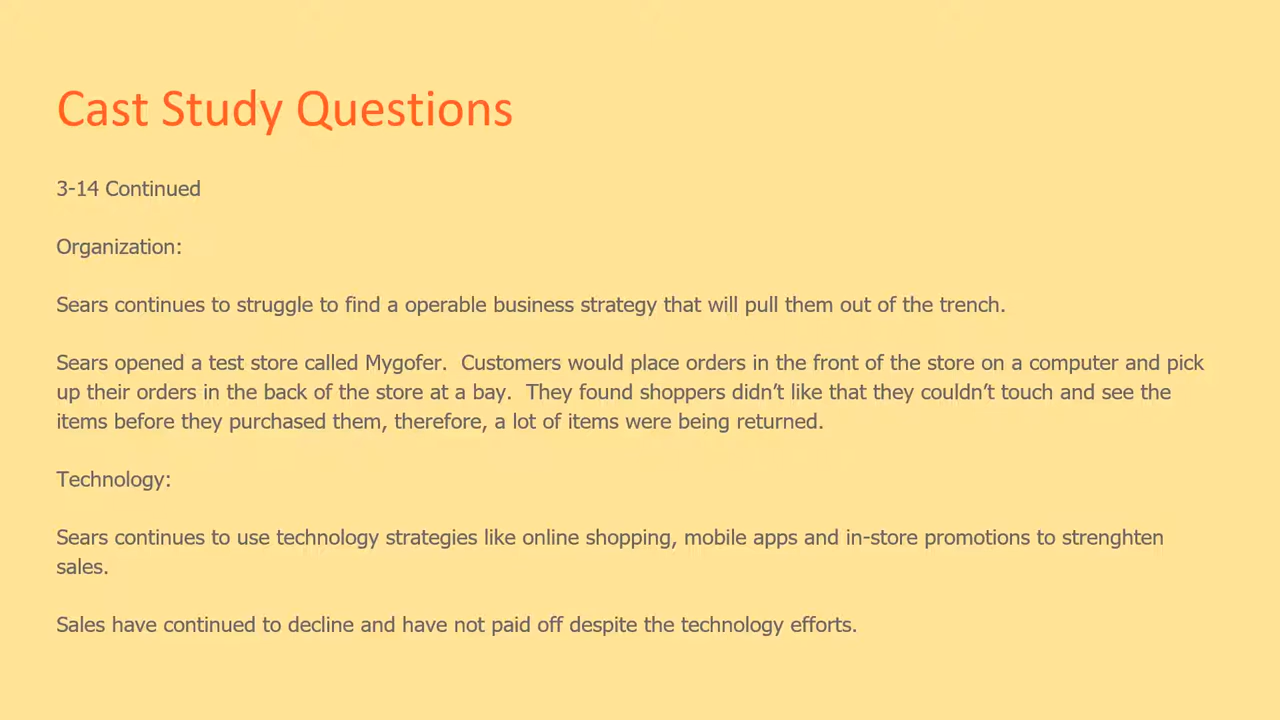 Cast Study Questions
3-14 Continued
Organization:
Sears continues to struggle to find a operable business strategy that will pull them out of the trench.
Sears opened a test store called Mygofer.  Customers would place orders in the front of the store on a computer and pick
up their orders in the back of the store at a bay.  They found shoppers didn’t like that they couldn’t touch and see the
items before they purchased them, therefore, a lot of items were being returned.
Technology:
Sears continues to use technology strategies like online shopping, mobile apps and in-store promotions to strenghten
sales.
Sales have continued to decline and have not paid off despite the technology efforts.